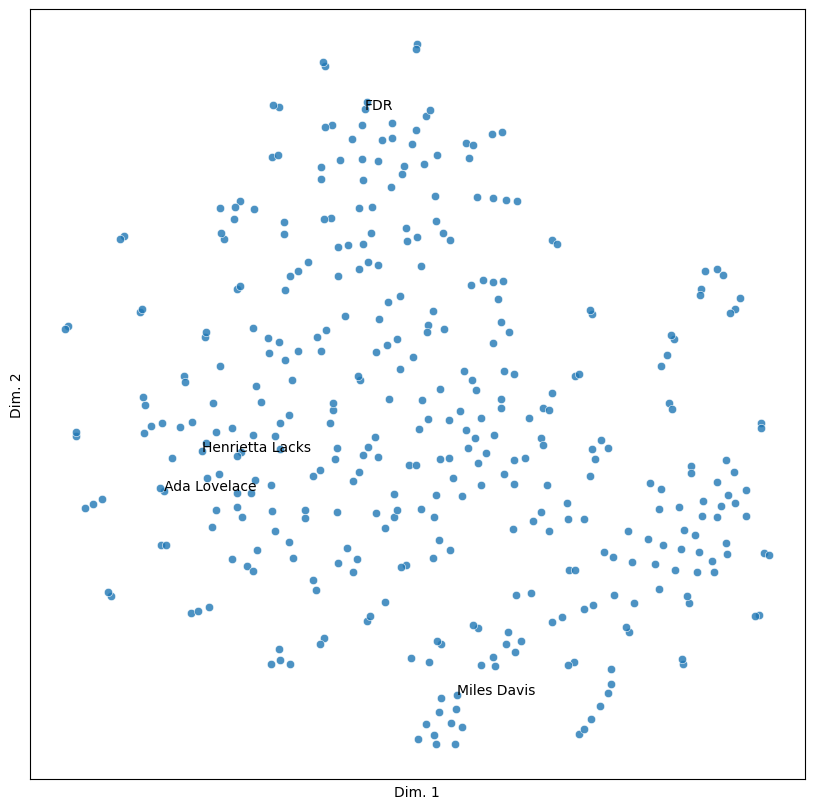 FDR
Henrietta Lacks
Ada Lovelace
Miles Davis
Dim. 2
Dim. 1